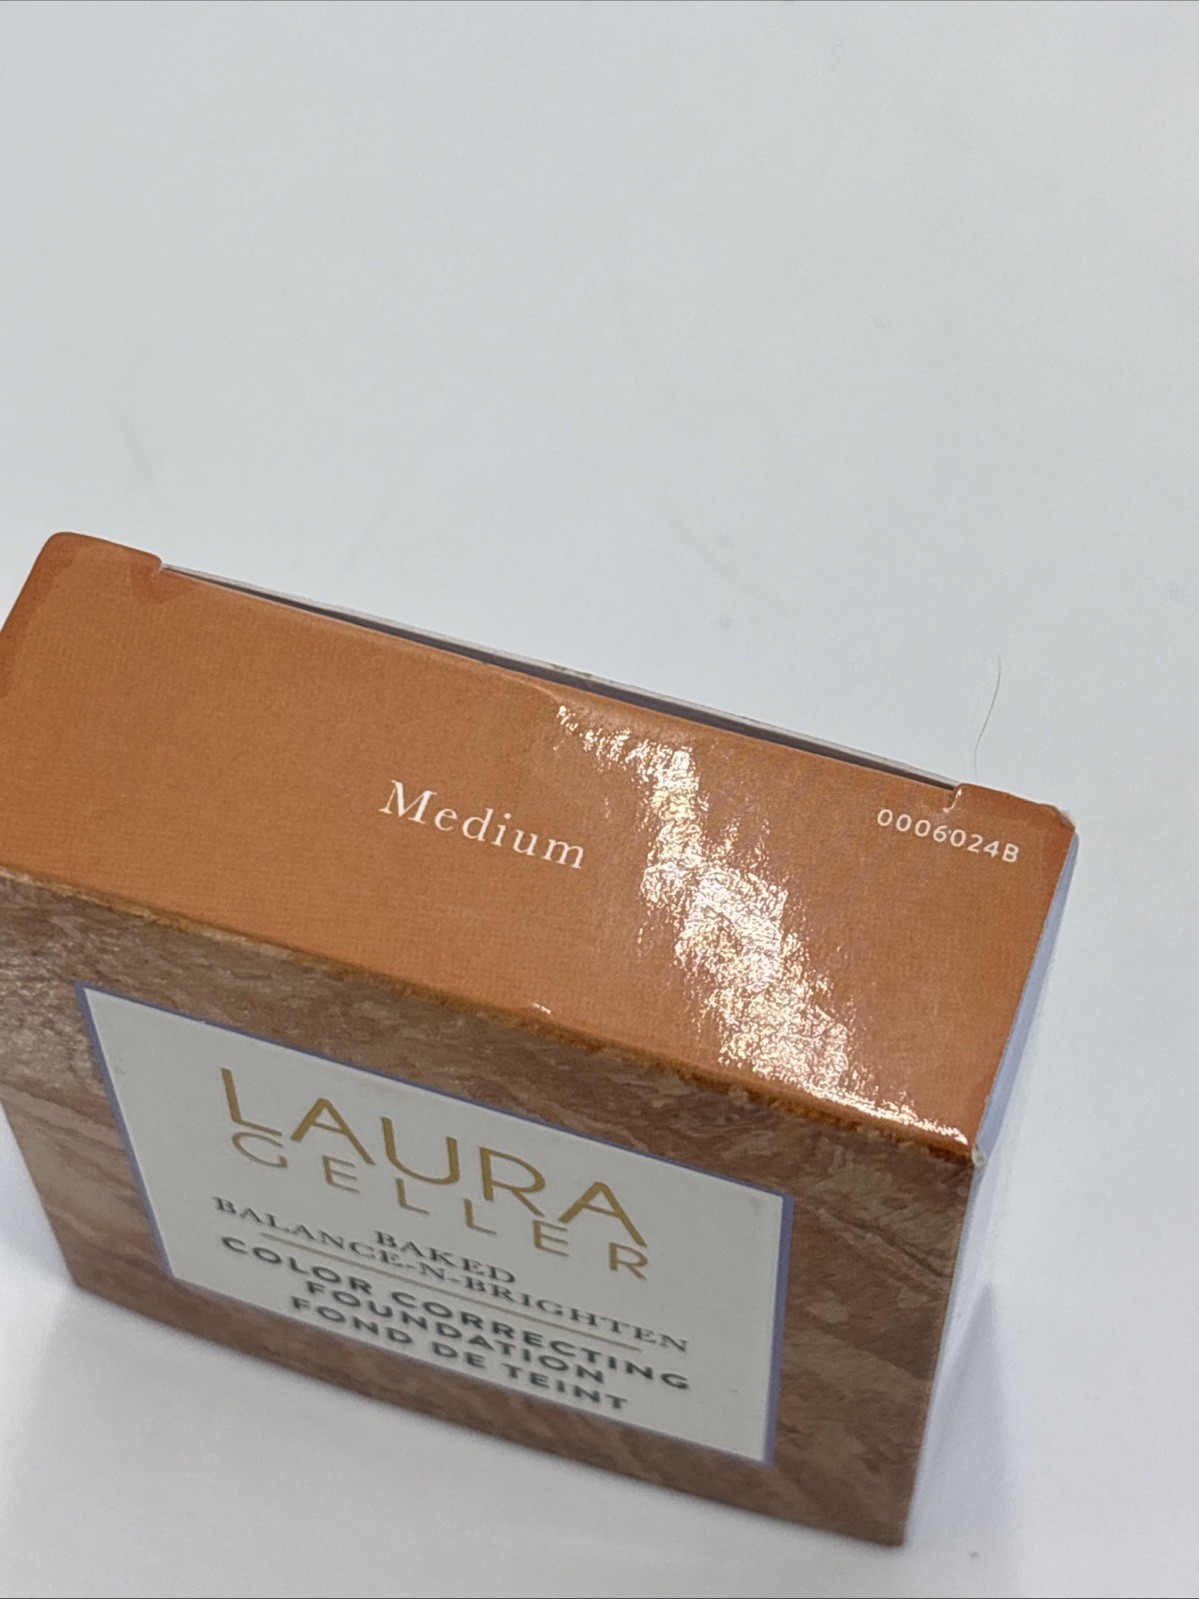 Medium
0006024B
LAURA
GELLER
BAKED
BALANCE-N-BRIGHTEN
COLOR CORRECTING
FOUNDATION
FOND DE TEINT